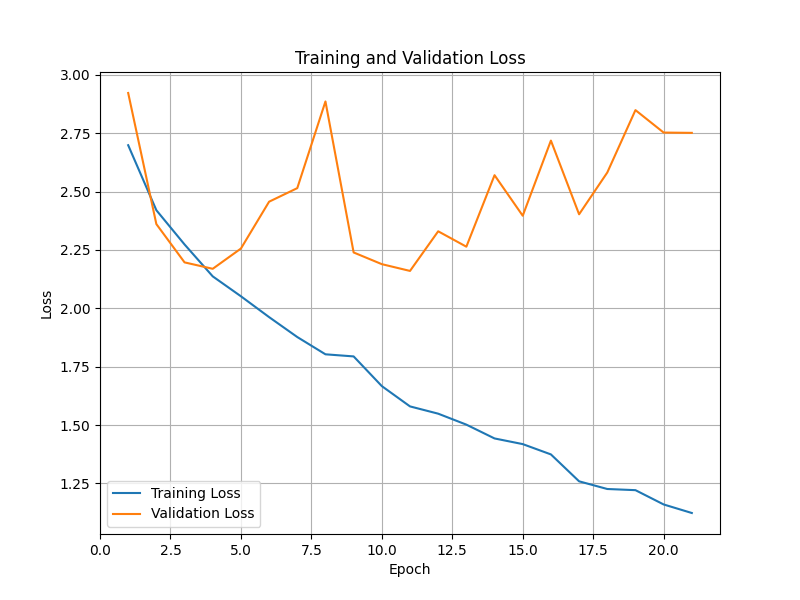 Training and Validation Loss
3.00
2.75
2.50
2.25
2.00
1.75
1.50
1.25
Loss
Training Loss
Validation Loss
0.0 2.5 5.0 7.5 10.0 12.5 15.0 17.5 20.0
Epoch